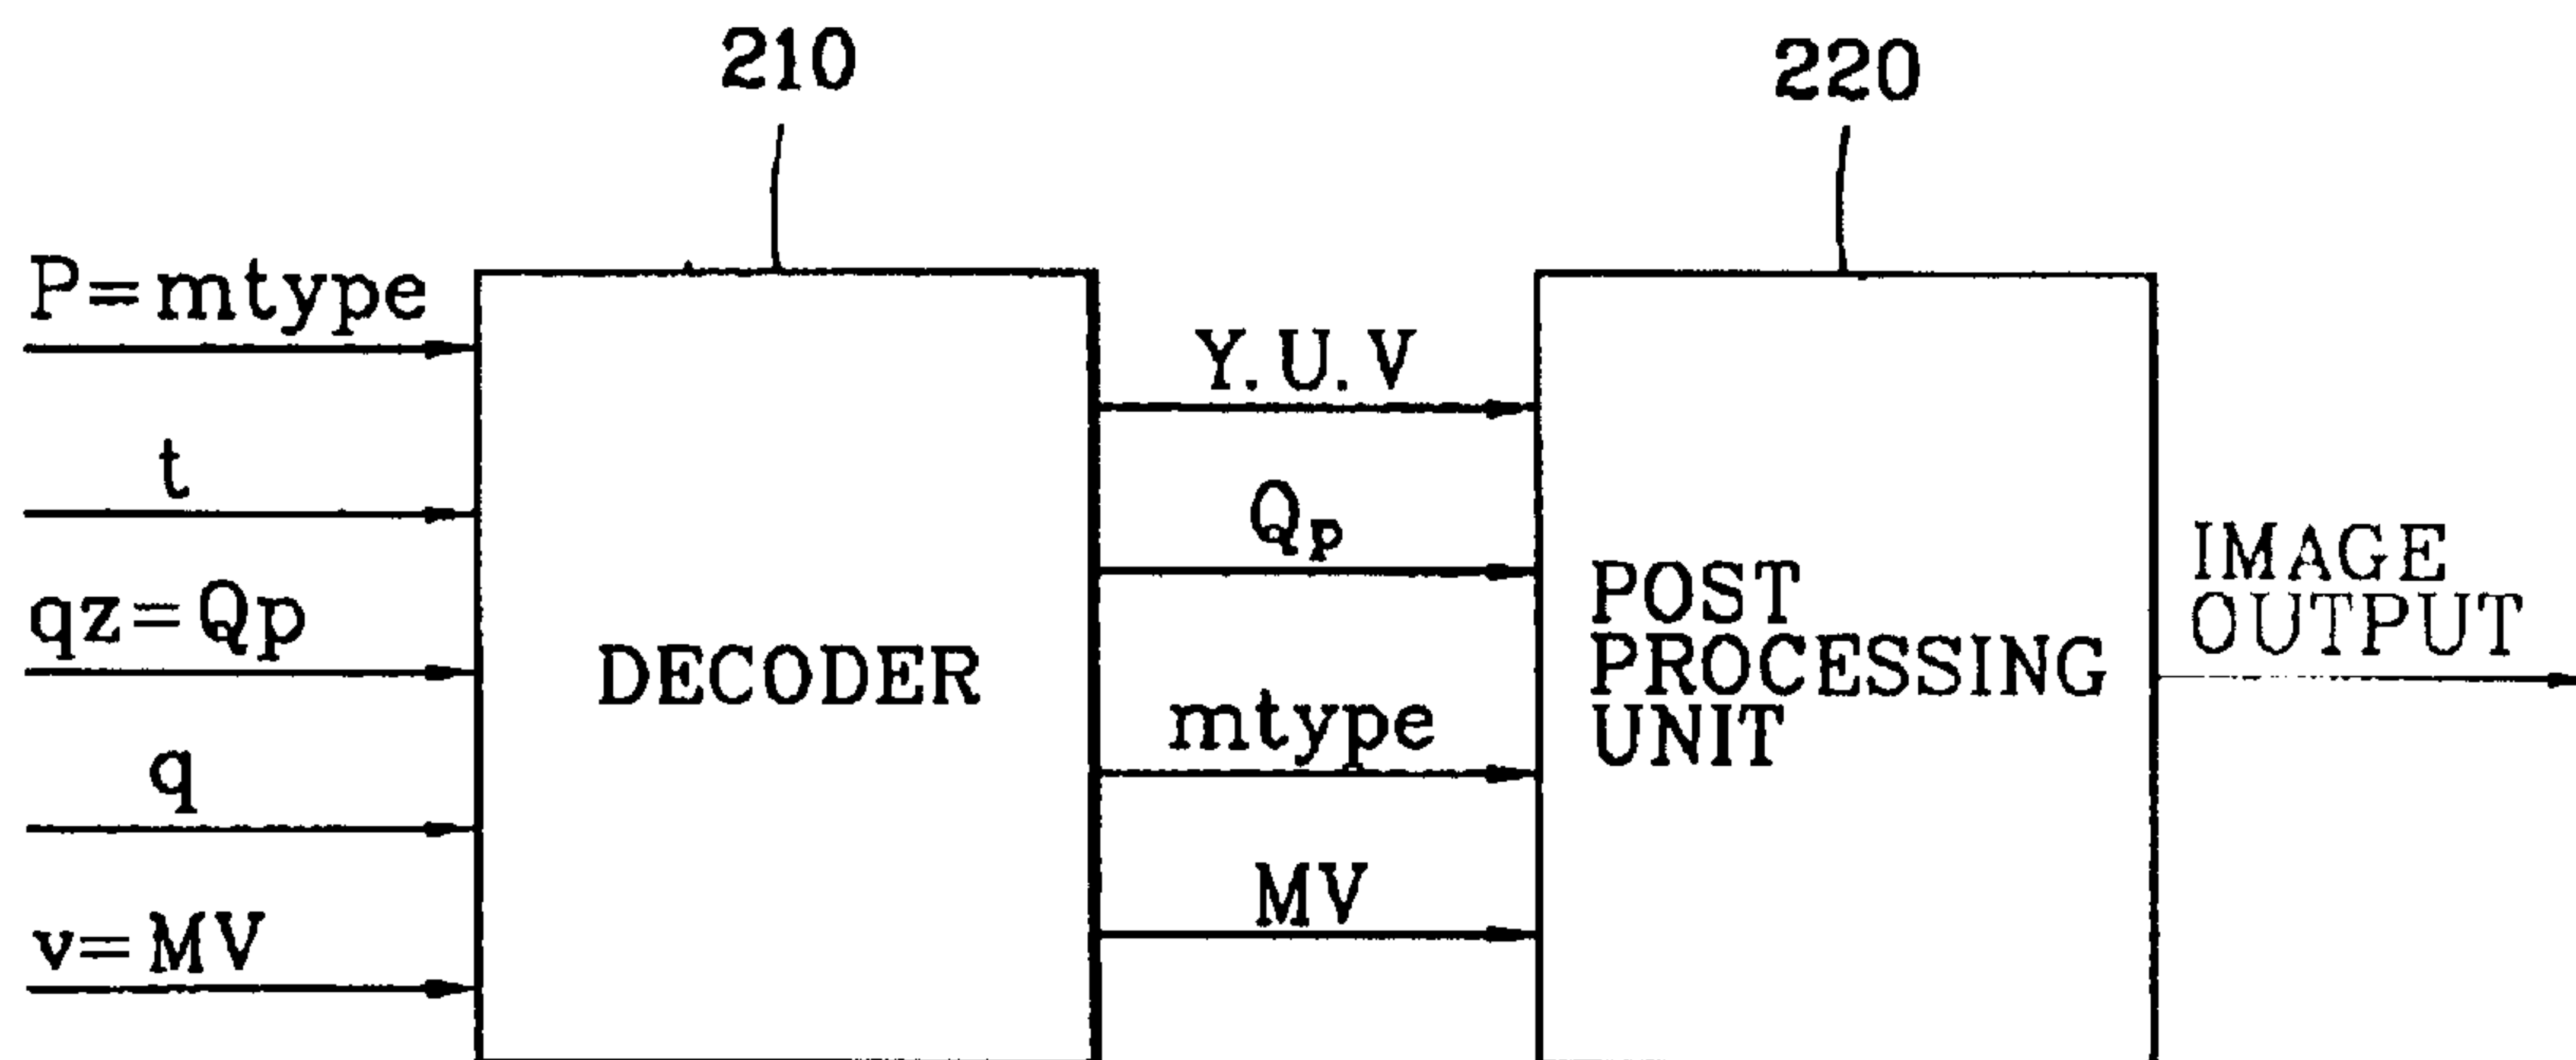 210
220
P=mtype
t
qz=Qp
q
v=MV
DECODER
Y.U.V
Qp
mtype
MV
POST
PROCESSING
UNIT
IMAGE
OUTPUT